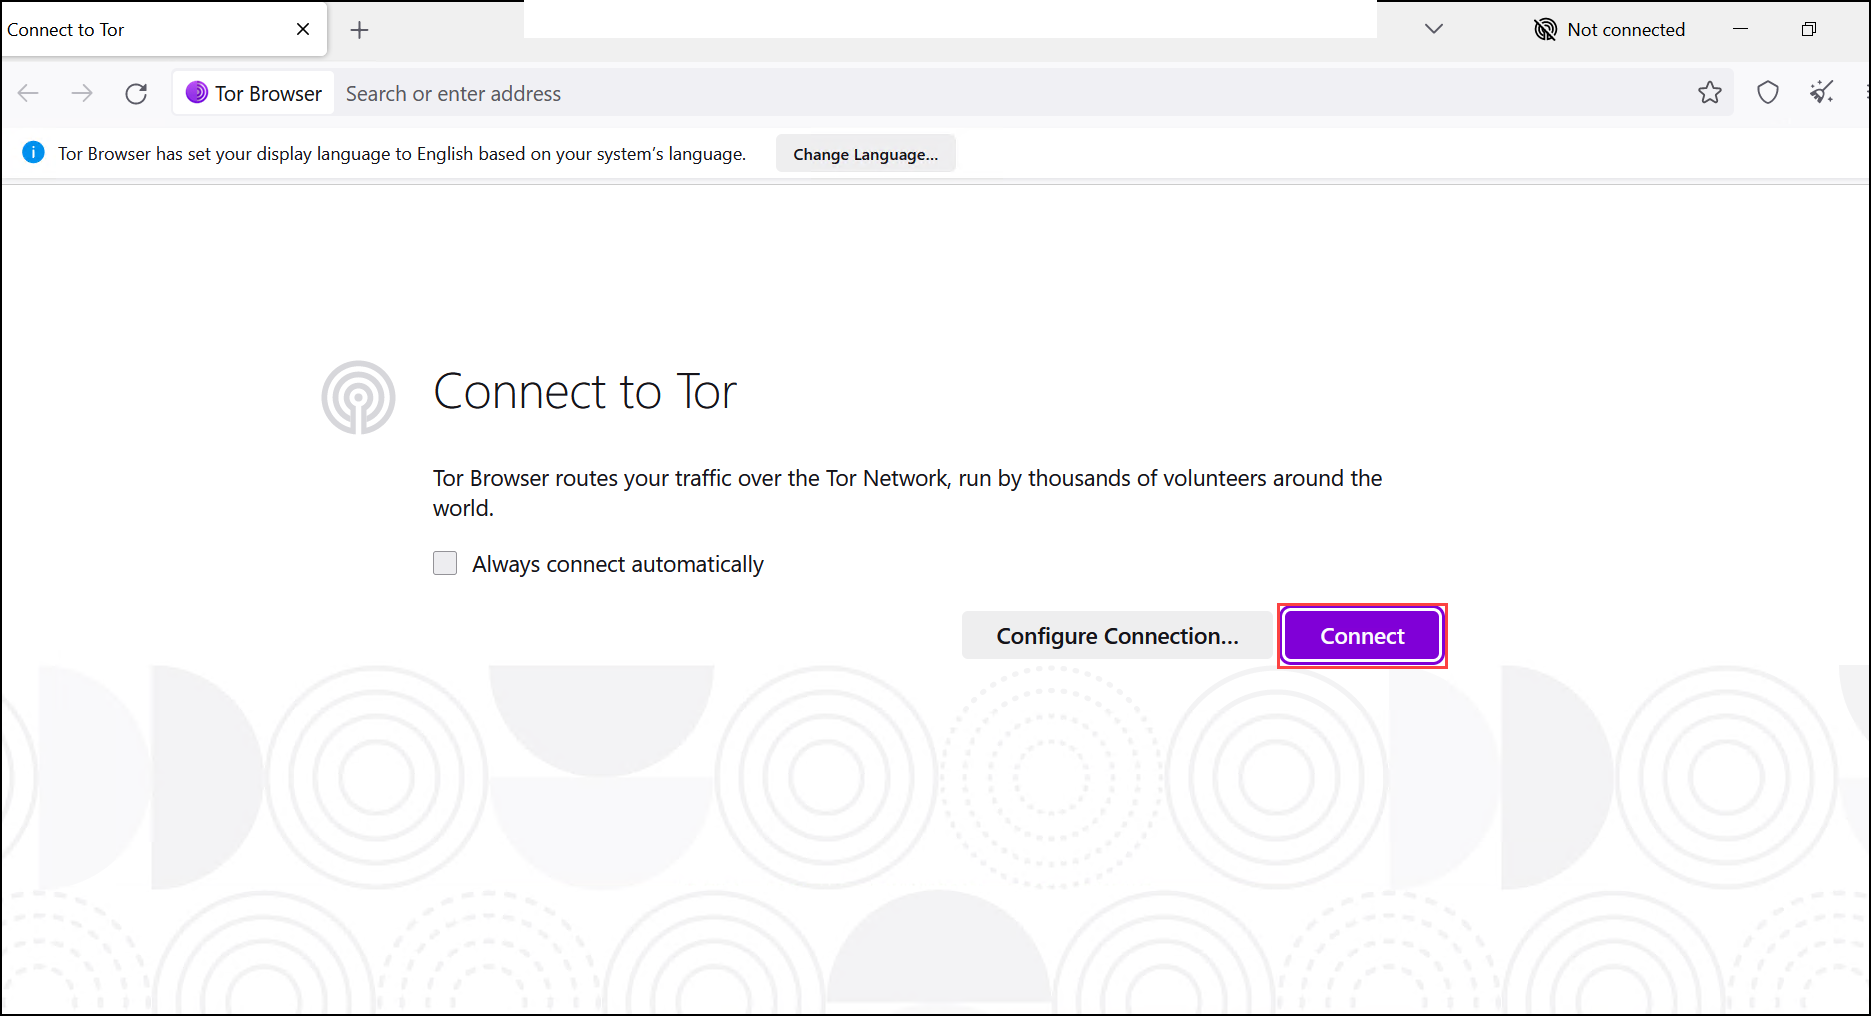 Connect to Tor
Not connected
Tor Browser
Search or enter address
Tor Browser has set your display language to English based on your system’s language.
Change Language...
Connect to Tor
Tor Browser routes your traffic over the Tor Network, run by thousands of volunteers around the
world.
Always connect automatically
Configure Connection...
Connect